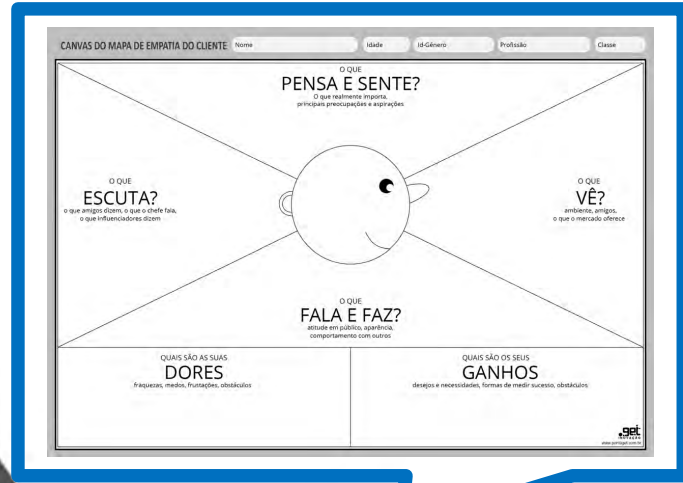 CANVAS DO MAPA DE EMPATIA DO CLIENTE Nome Idade Id-Gênero Profissão Classe
O QUE
PENSA E SENTE?
O que realmente importa,
principais preocupações e aspirações
O QUE
ESCUTA?
o que amigos dizem, o que o chefe fala,
o que influenciadores dizem
O QUE
VÊ?
ambiente, amigos,
o que o mercado oferece
O QUE
FALA E FAZ?
atitude em público, aparência,
comportamento com outros
QUAIS SÃO AS SUAS
DORES
fraquezas, medos, frustações, obstáculos
QUAIS SÃO OS SEUS
GANHOS
desejos e necessidades, formas de medir sucesso, obstáculos
.get
INOVAÇÃO